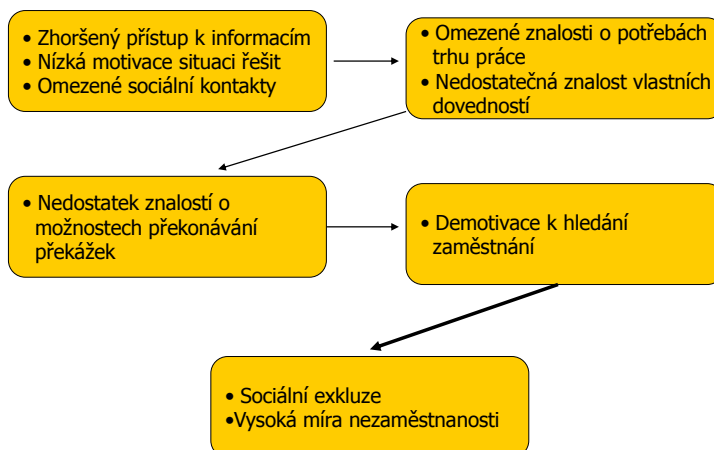 • Zhoršený přístup k informacím
• Nízká motivace situaci řešit
• Omezené sociální kontakty
• Omezené znalosti o potřebách
trhu práce
• Nedostatečná znalost vlastních
dovedností
• Nedostatek znalostí o
možnostech překonávání
překážek
• Demotivace k hledání
zaměstnání
• Sociální exkluze
•Vysoká míra nezaměstnanosti